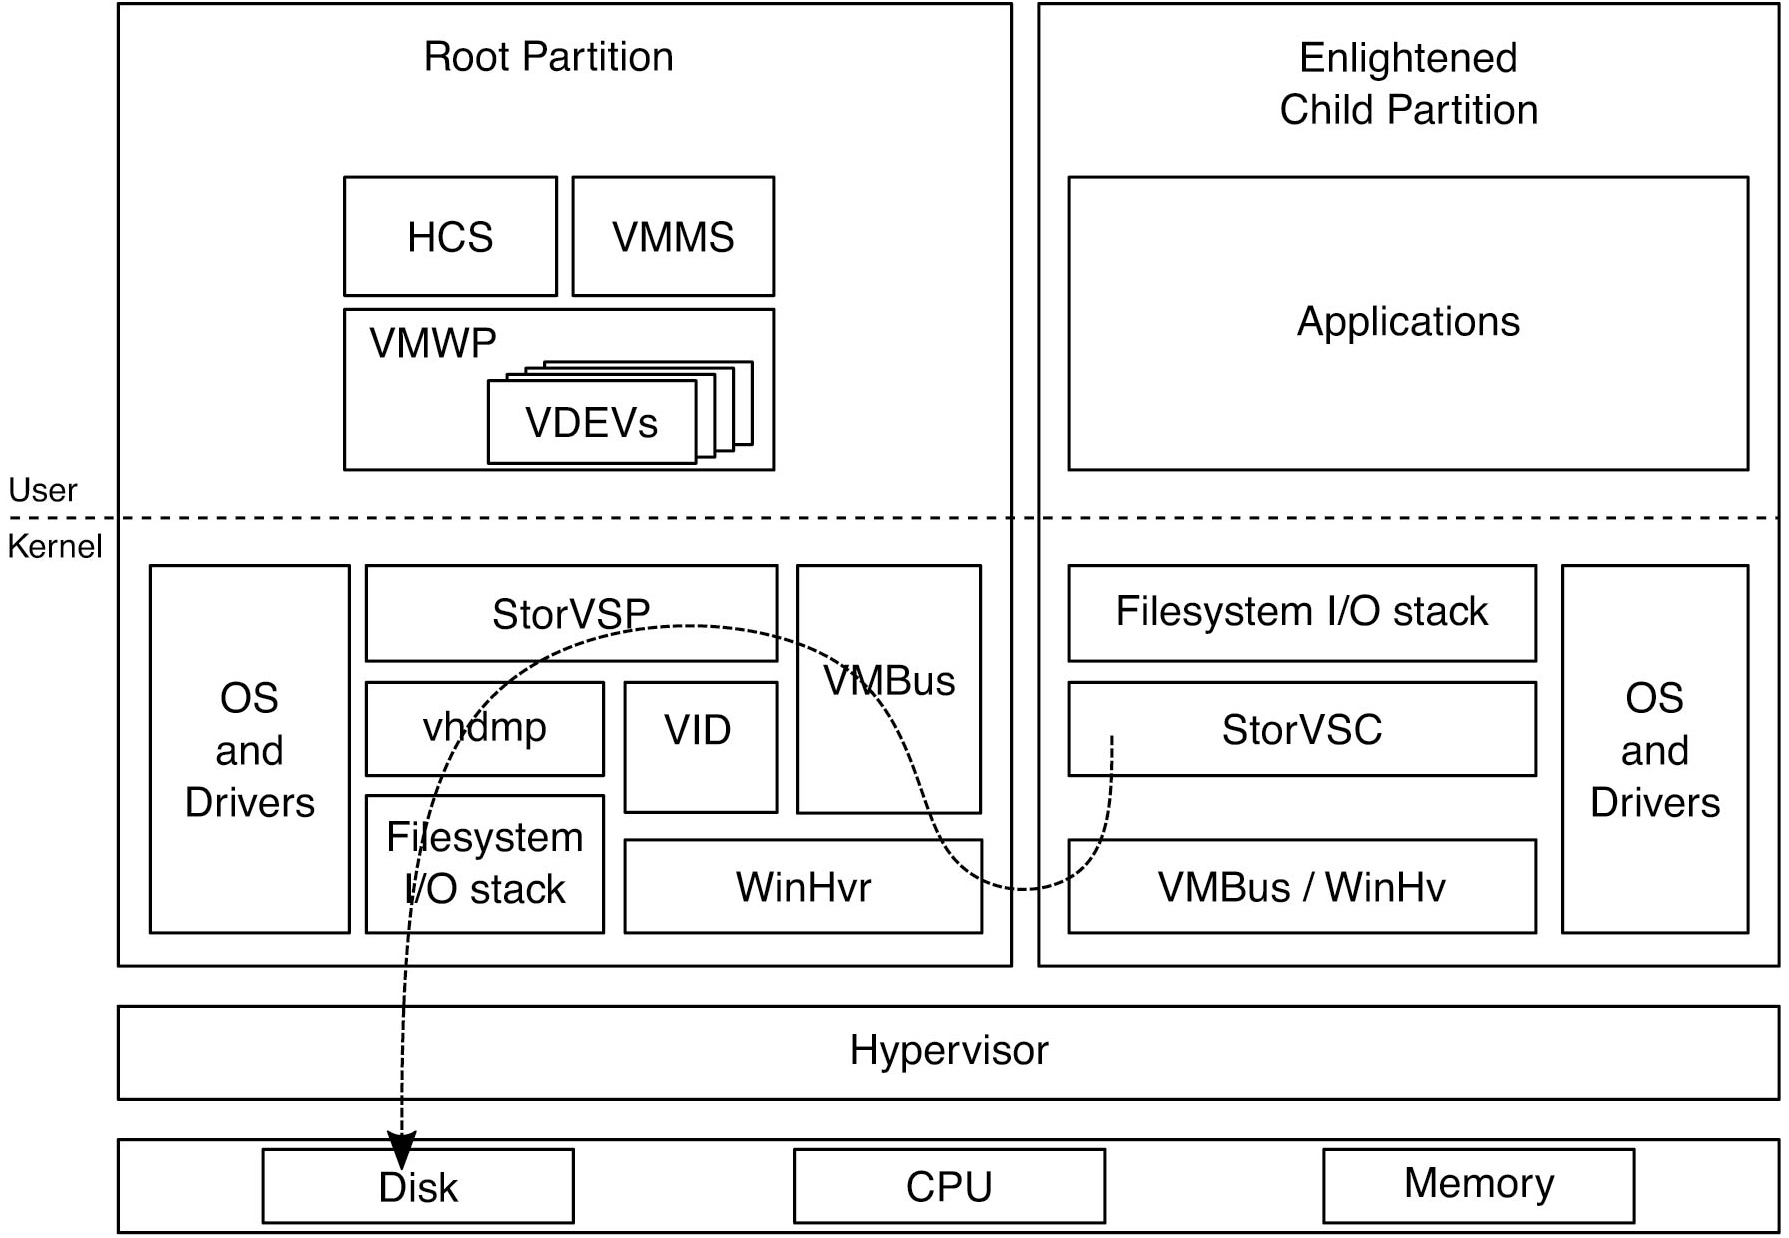 Root Partition
Enlightened
Child Partition
HCS
VMMS
VMWP
VDEVs
Applications
User
Kernel
OS
and
Drivers
StorVSP
vhdmp
VID
VMBus
Filesystem
I/O stack
WinHvr
Filesystem I/O stack
StorVSC
VMBus / WinHv
OS
and
Drivers
Hypervisor
Disk
CPU
Memory